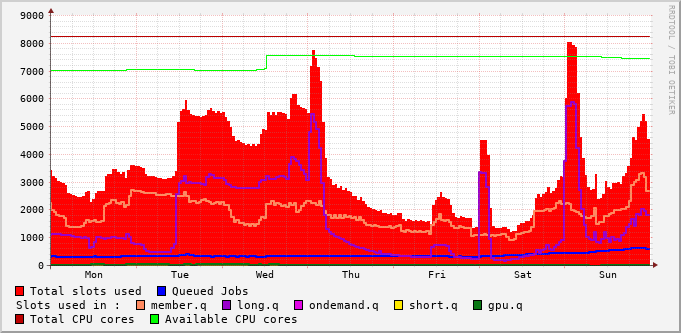 9000
8000
7000
6000
5000
4000
3000
2000
1000
0
Mon Tue Wed Thu Fri Sat Sun
RRDTOOL / TOBI OETIKER
Total slots used Queued Jobs
Slots used in : member.q long.q ondemand.q short.q gpu.q
Total CPU cores Available CPU cores